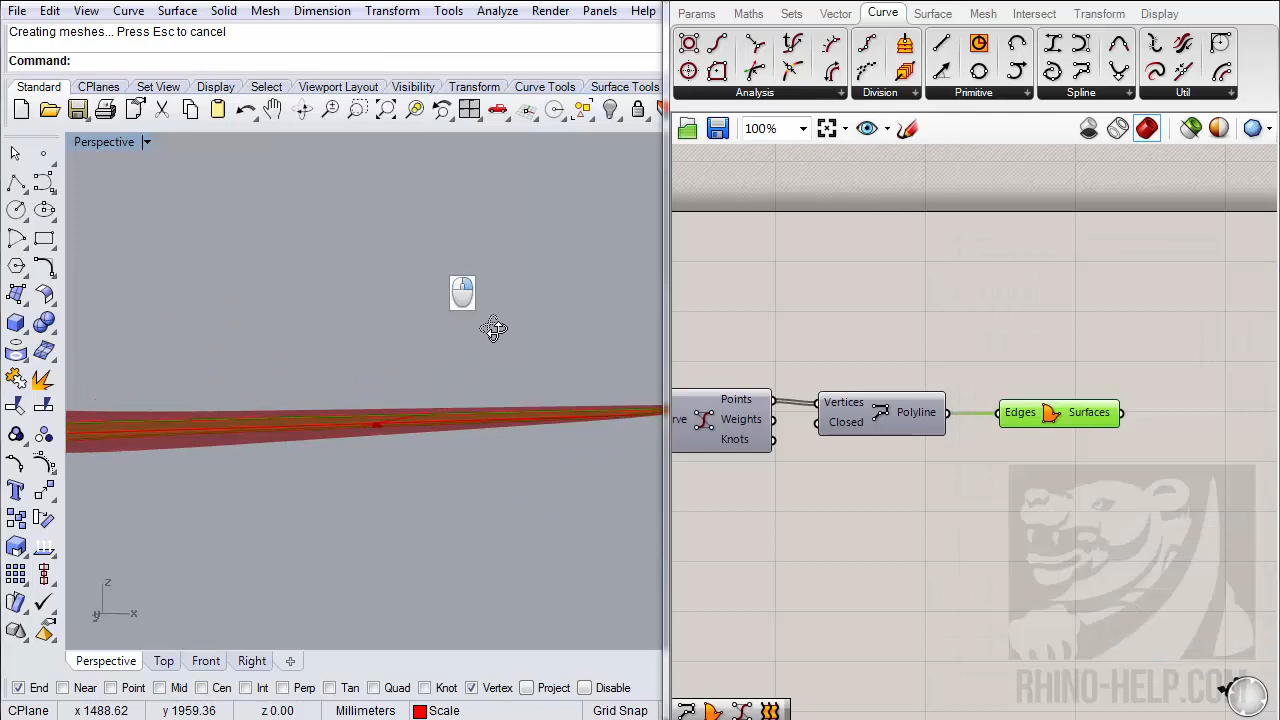 File Edit View Curve Surface Solid Mesh Dimension Transform Tools Analyze Render Panels Help
Creating meshes... Press Esc to cancel
Command:
Standard CPlanes Set View Display Select Viewport Layout Visibility Transform Curve Tools Surface Tools
Perspective
z
y x
Perspective Top Front Right
End Near Point Mid Cen Int Perp Tan Quad Knot Vertex Project Disable
CPlane x 1488.62 y 1959.36 z 0.00 Millimeters Scale Grid Snap
Params Maths Sets Vector Curve Surface Mesh Intersect Transform Display
Analysis Division Primitive Spline Util
100%
rve Points
Weights
Knots
Vertices
Closed
Polyline
Edges Surfaces
RHINO-HELP.COM